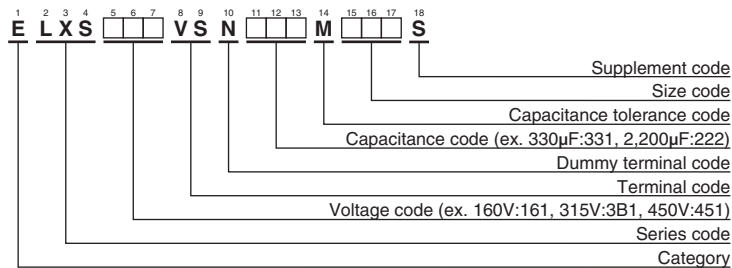 1 2 3 4 5 6 7 8 9 10 11 12 13 14 15 16 17 18
E L X S VS N M S
Supplement code
Size code
Capacitance tolerance code
Capacitance code (ex. 330μF:331, 2,200μF:222)
Dummy terminal code
Terminal code
Voltage code (ex. 160V:161, 315V:3B1, 450V:451)
Series code
Category